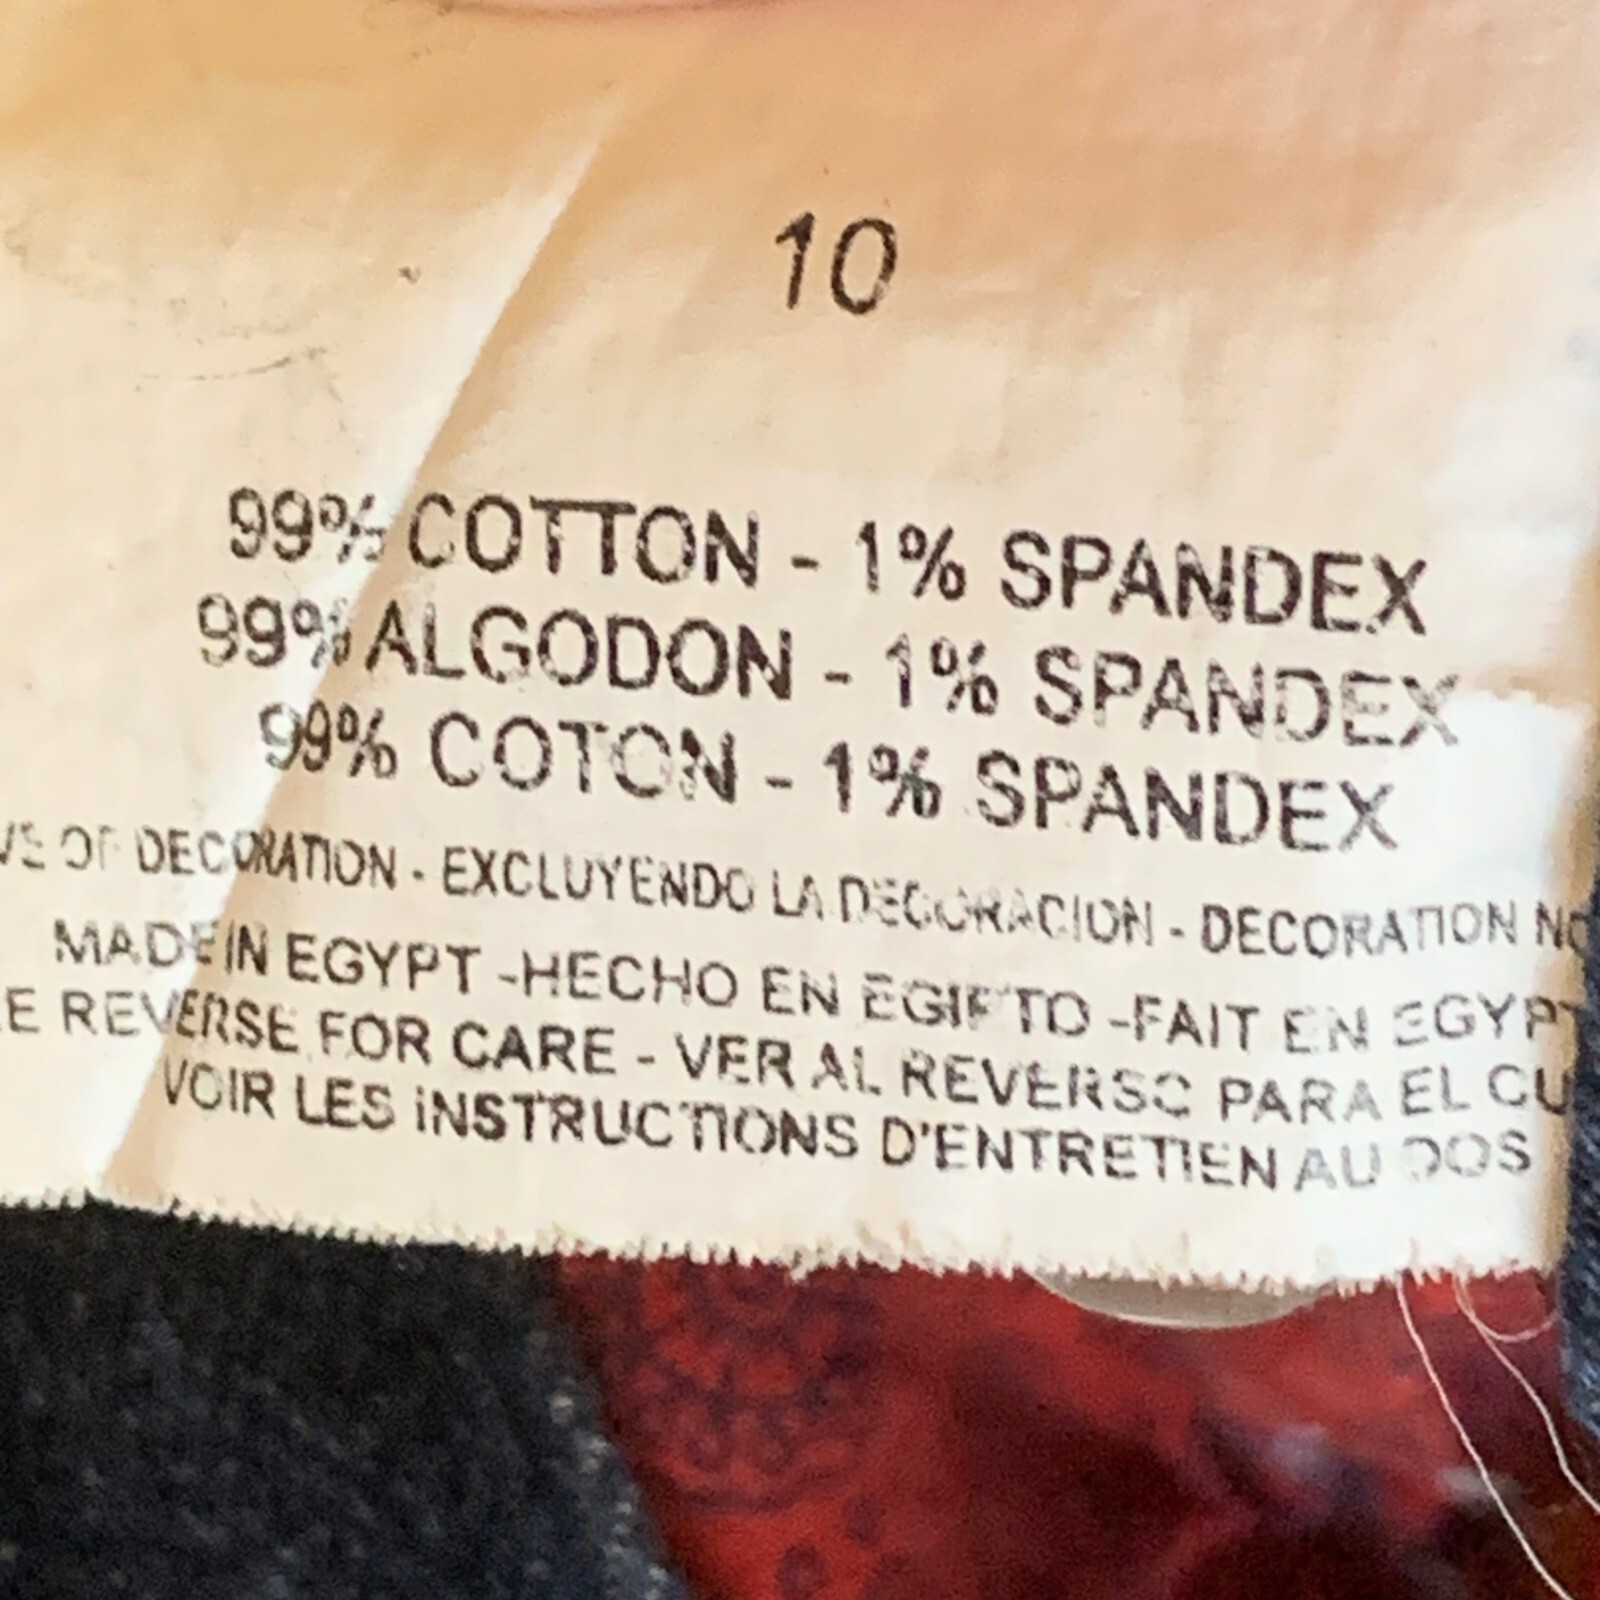 10
99% COTTON - 1% SPANDEX
99% ALGODON - 1% SPANDEX
99% COTON - 1% SPANDEX
OF DECORATION - EXCLUYENDO LA DECORACION - DECORATION
MADE IN EGYPT -HECHO EN EGIPTO -FAIT EN EGYPT
REVERSE FOR CARE - VER AL REVERSO PARA EL CU
VOIR LES INSTRUCTIONS D'ENTRETIEN AU DOS